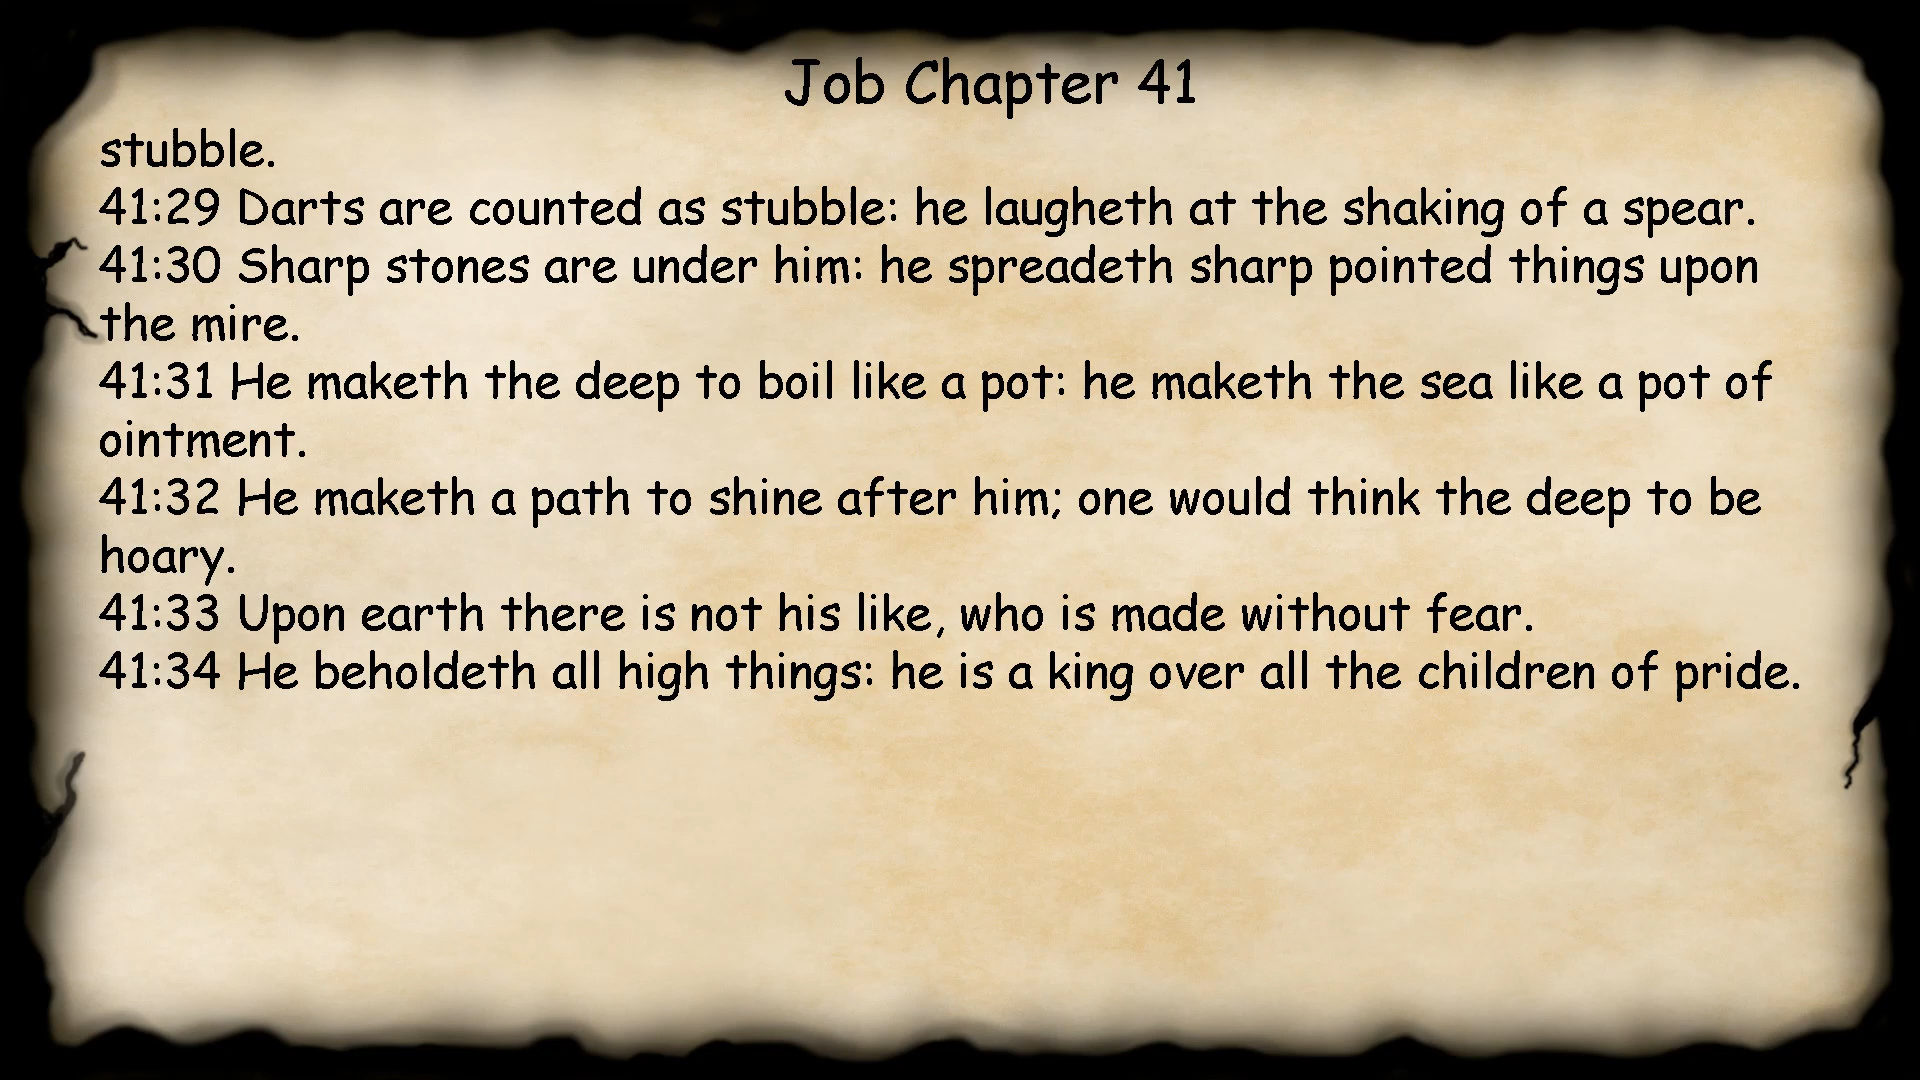 Job Chapter 41
stubble.
41:29 Darts are counted as stubble: he laugheth at the shaking of a spear.
41:30 Sharp stones are under him: he spreadeth sharp pointed things upon
the mire.
41:31 He maketh the deep to boil like a pot: he maketh the sea like a pot of
ointment.
41:32 He maketh a path to shine after him; one would think the deep to be
hoary.
41:33 Upon earth there is not his like, who is made without fear.
41:34 He beholdeth all high things: he is a king over all the children of pride.